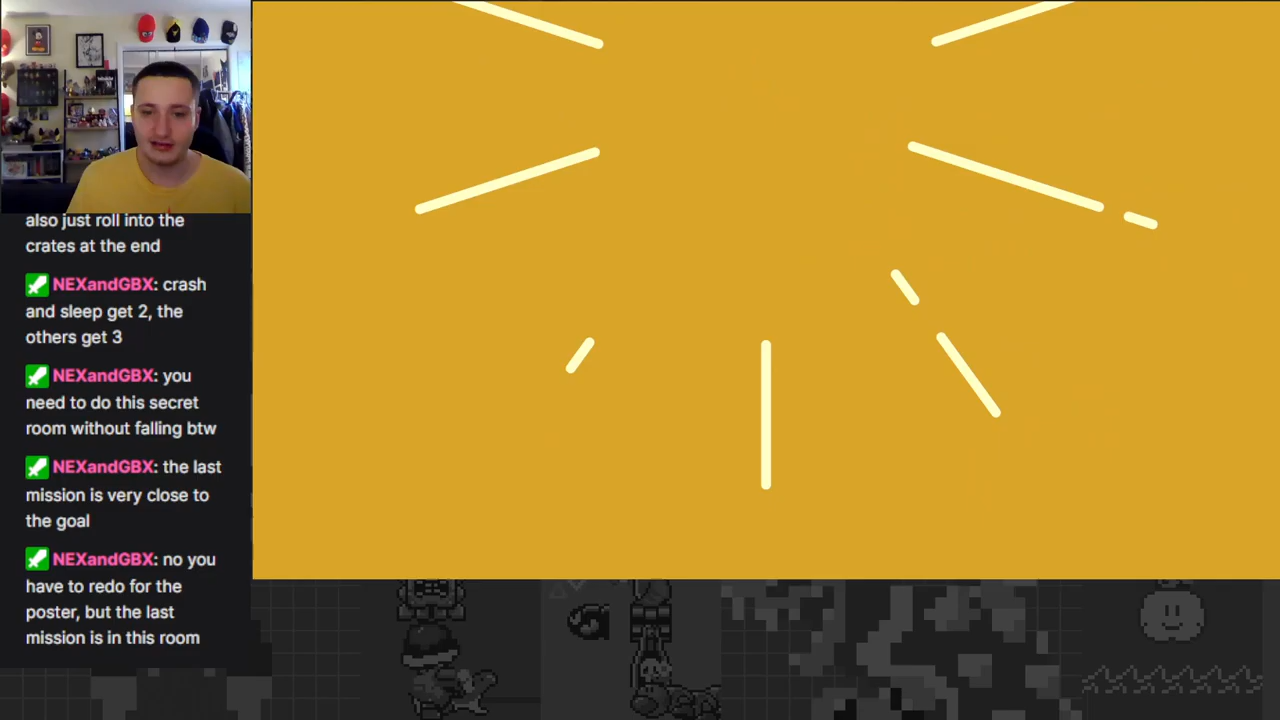 also just roll into the
crates at the end
NEXandGBX: crash
and sleep get 2, the
others get 3
NEXandGBX: you
need to do this secret
room without falling btw
NEXandGBX: the last
mission is very close to
the goal
NEXandGBX: no you
have to redo for the
poster, but the last
mission is in this room